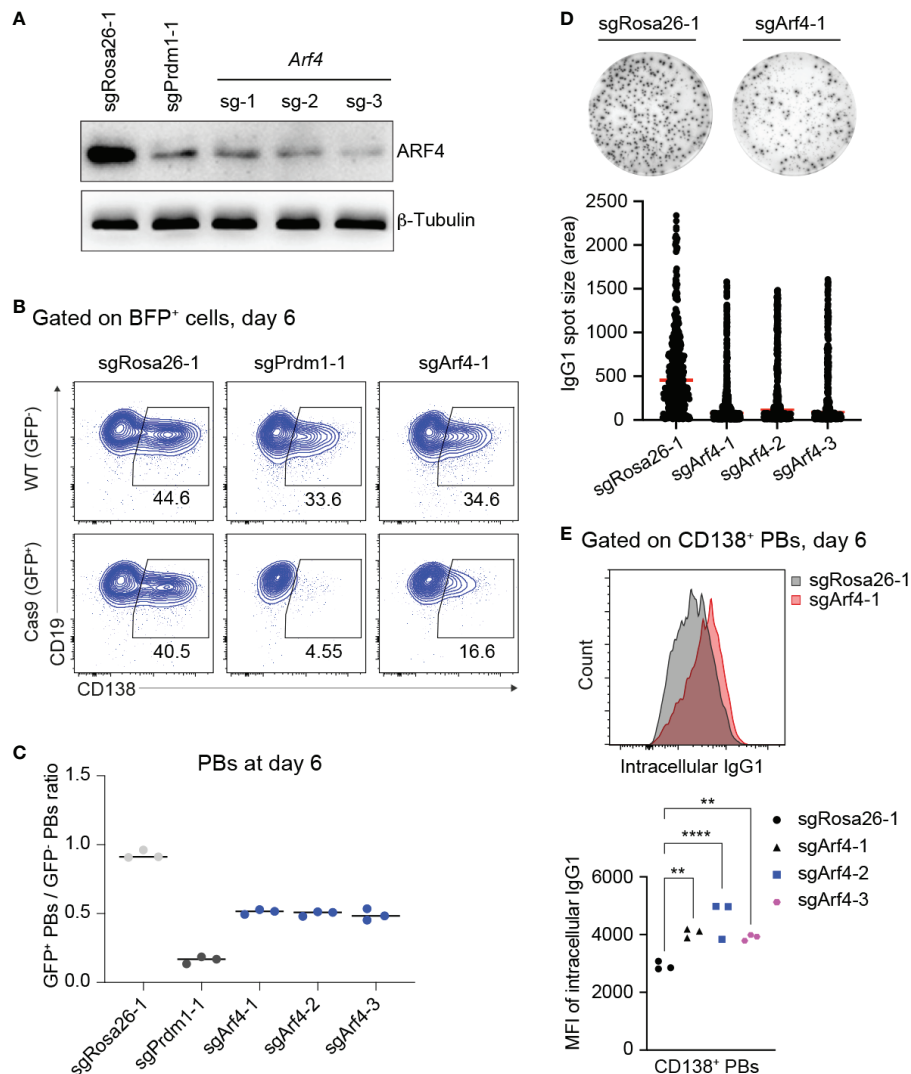 A
sgRosa26-1
sgPrdm1-1
Arf4
sg-1 sg-2 sg-3
ARF4
β-Tubulin
B Gated on BFP⁺ cells, day 6
sgRosa26-1 sgPrdm1-1 sgArf4-1
WT (GFP⁻)
44.6 33.6 34.6
Cas9 (GFP⁺)
40.5 4.55 16.6
CD19
CD138
C PBs at day 6
GFP⁺ PBs / GFP⁻ PBs ratio
1.5
1.0
0.5
0.0
sgRosa26-1
sgPrdm1-1
sgArf4-1
sgArf4-2
sgArf4-3
D
sgRosa26-1 sgArf4-1
IgG1 spot size (area)
2500
2000
1500
1000
500
0
sgRosa26-1
sgArf4-1
sgArf4-2
sgArf4-3
E Gated on CD138⁺ PBs, day 6
sgRosa26-1
sgArf4-1
Count
Intracellular IgG1
**
****
**
sgRosa26-1
sgArf4-1
sgArf4-2
sgArf4-3
MFI of intracellular IgG1
6000
4000
2000
0
CD138⁺ PBs